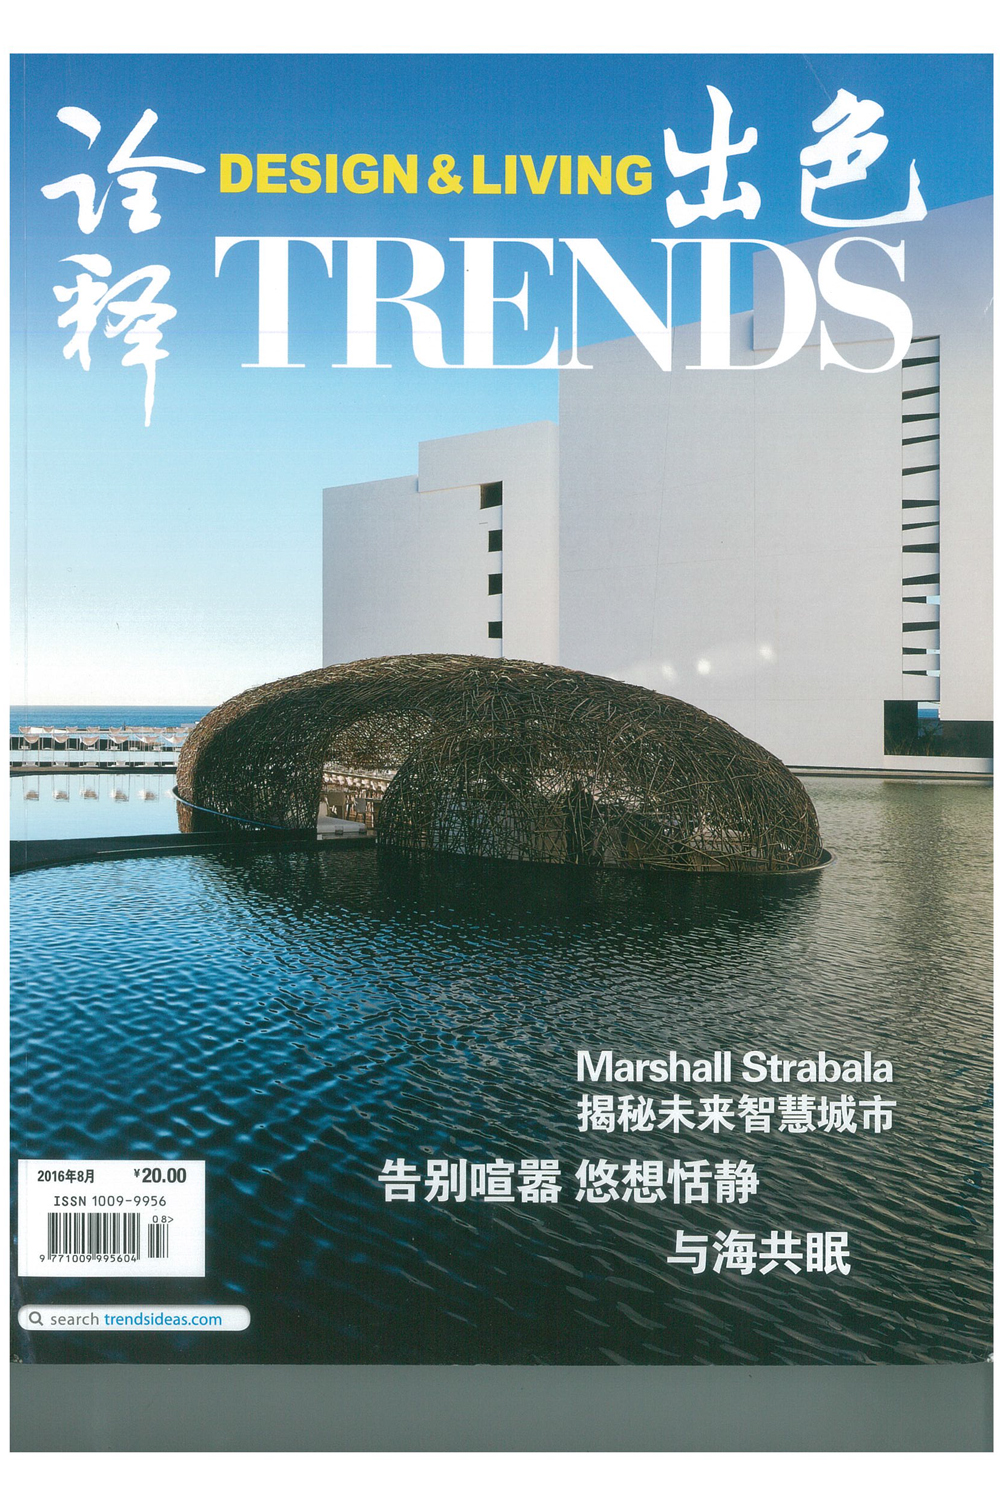 诠释
DESIGN & LIVING
出色
TRENDS
Marshall Strabala
揭秘未来智慧城市
告别喧嚣 悠想恬静
与海共眠
2016年8月 ¥20.00
ISSN 1009-9956
08>
9 771009 995604
search trendsideas.com